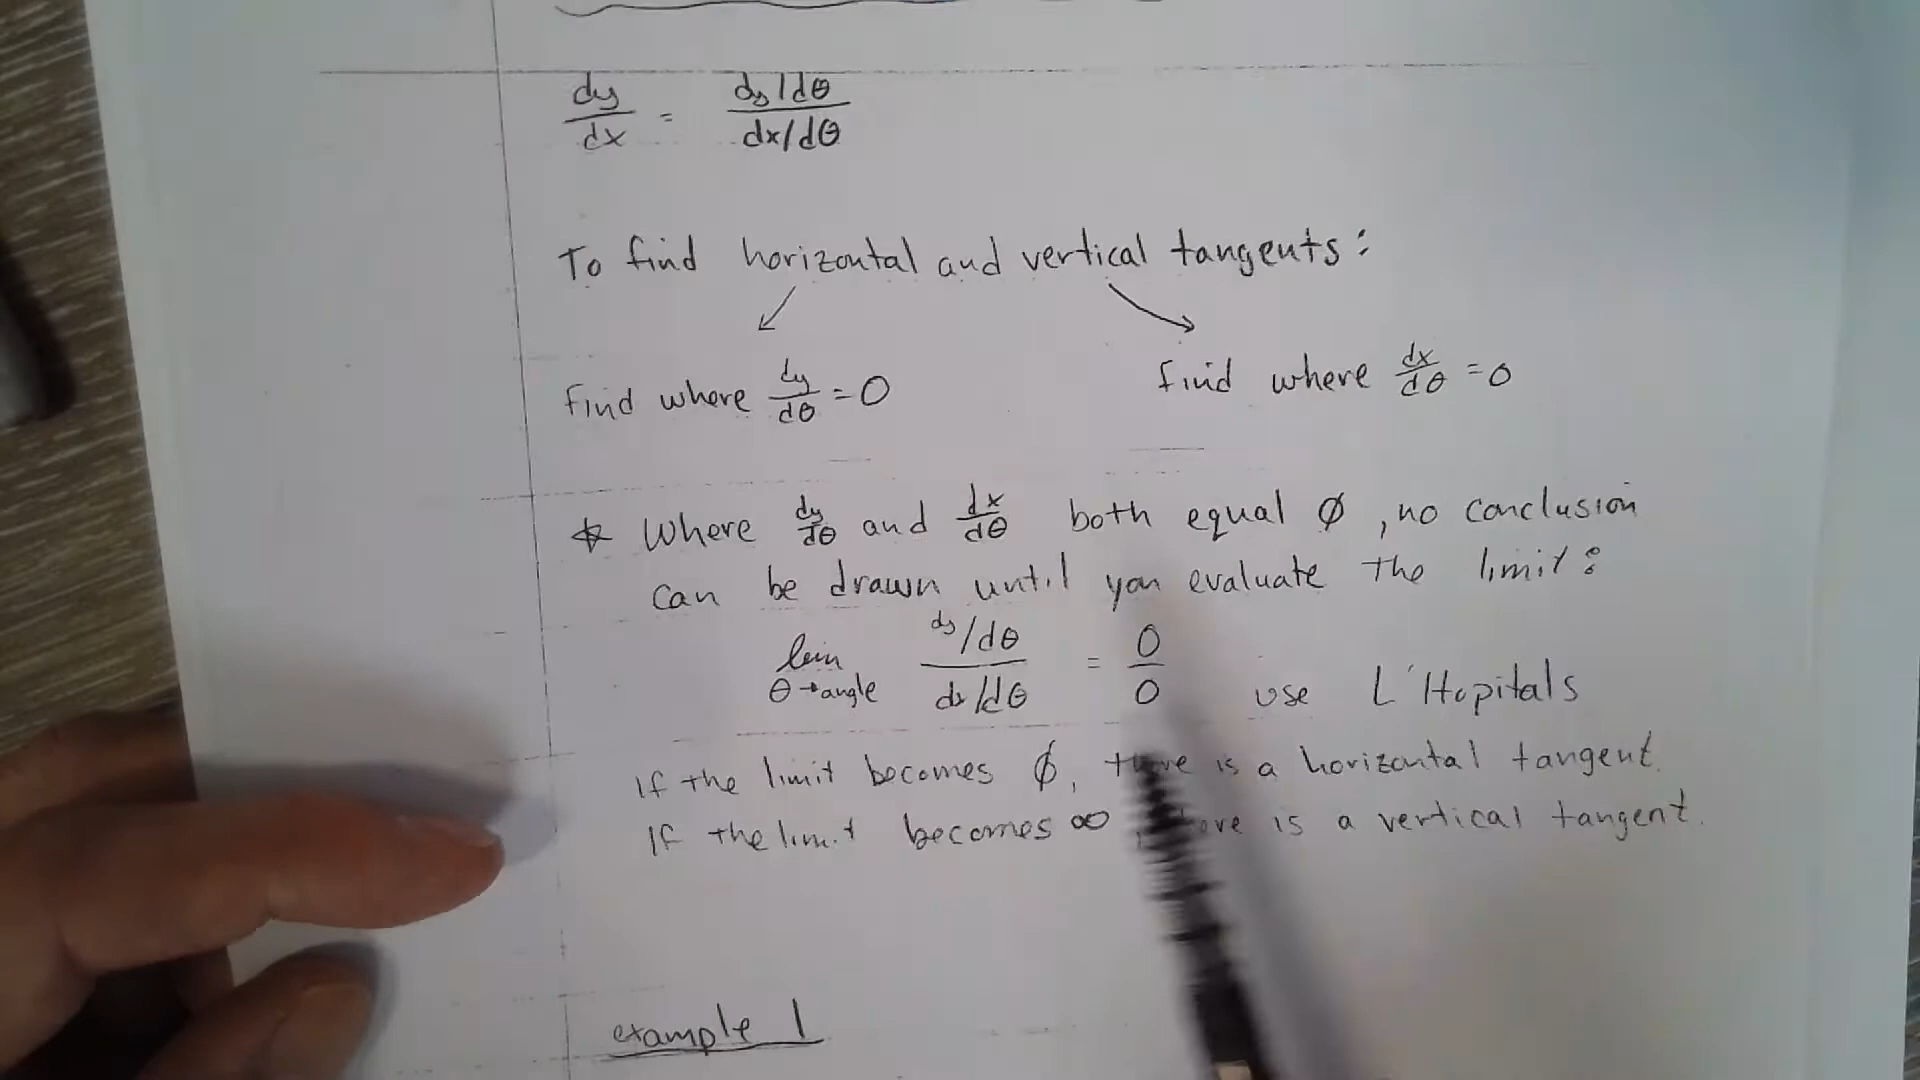 dy/dx = dy/dθ / dx/dθ
To find horizontal and vertical tangents:
find where dy/dθ = 0 find where dx/dθ = 0
* Where dy/dθ and dx/dθ both equal Ø, no conclusion
can be drawn until you evaluate the limit:
lim θ→angle dy/dθ / dx/dθ = 0/0 use L'Hopitals
If the limit becomes Ø, there is a horizontal tangent.
If the limit becomes ∞, is a vertical tangent.
example 1